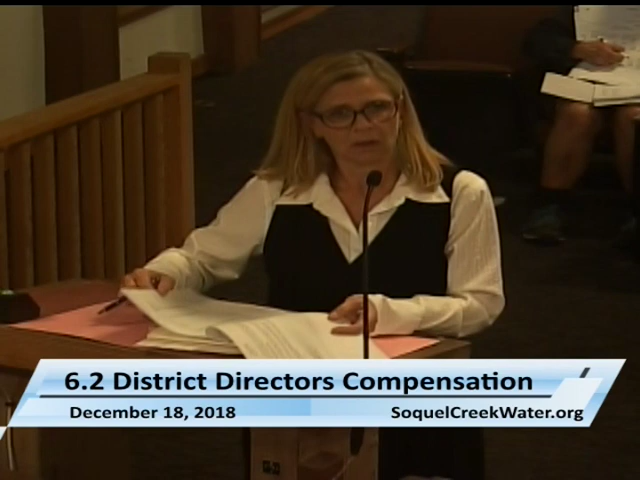 6.2 District Directors Compensation
December 18, 2018 SoquelCreekWater.org